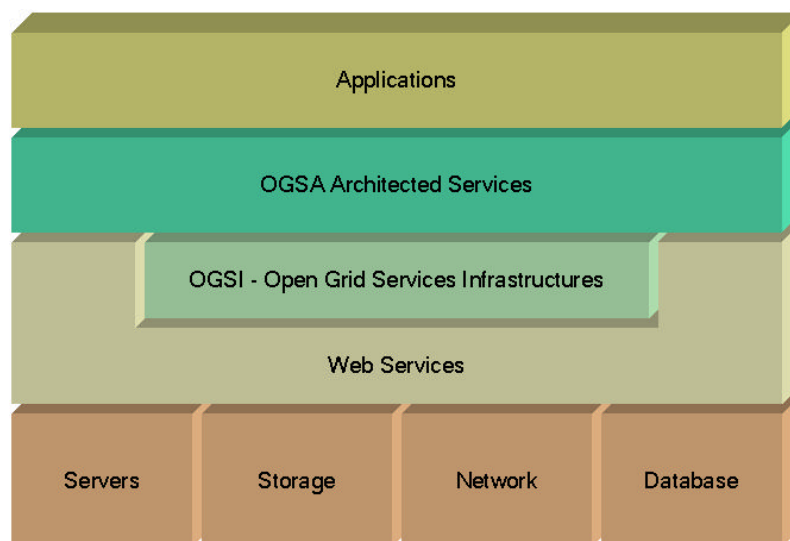 Applications
OGSA Architected Services
OGSI - Open Grid Services Infrastructures
Web Services
Servers
Storage
Network
Database